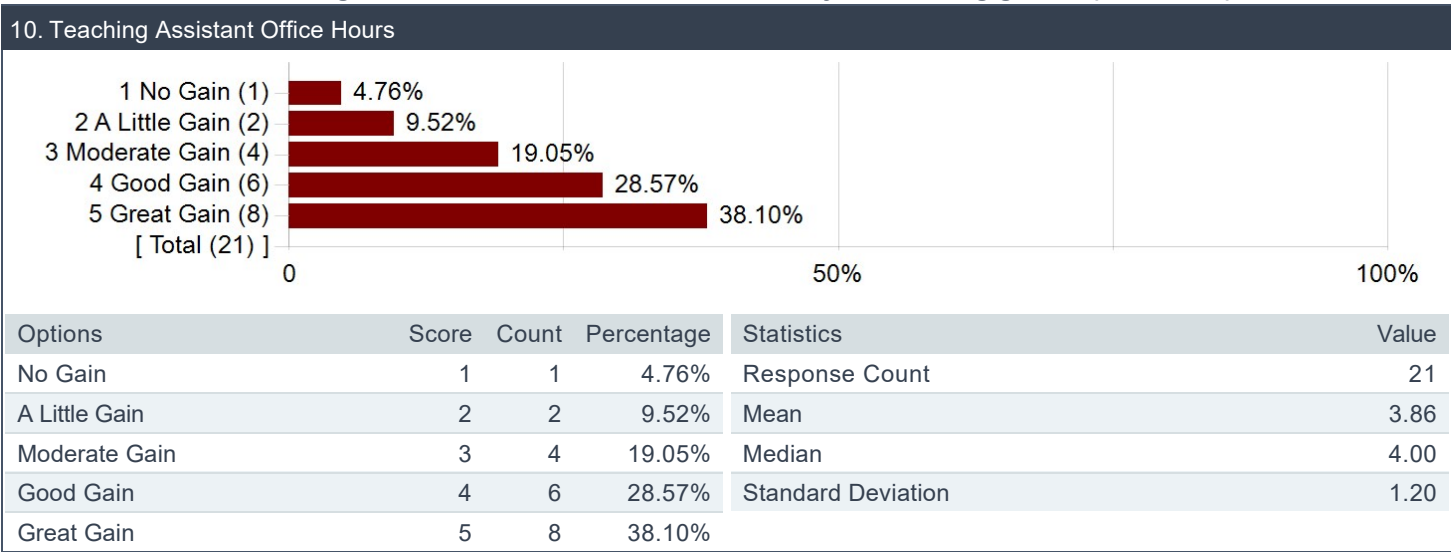 10. Teaching Assistant Office Hours
1 No Gain (1) 4.76%
2 A Little Gain (2) 9.52%
3 Moderate Gain (4) 19.05%
4 Good Gain (6) 28.57%
5 Great Gain (8) 38.10%
[ Total (21) ]
0 50% 100%
Options Score Count Percentage
No Gain 1 1 4.76%
A Little Gain 2 2 9.52%
Moderate Gain 3 4 19.05%
Good Gain 4 6 28.57%
Great Gain 5 8 38.10%
Statistics Value
Response Count 21
Mean 3.86
Median 4.00
Standard Deviation 1.20